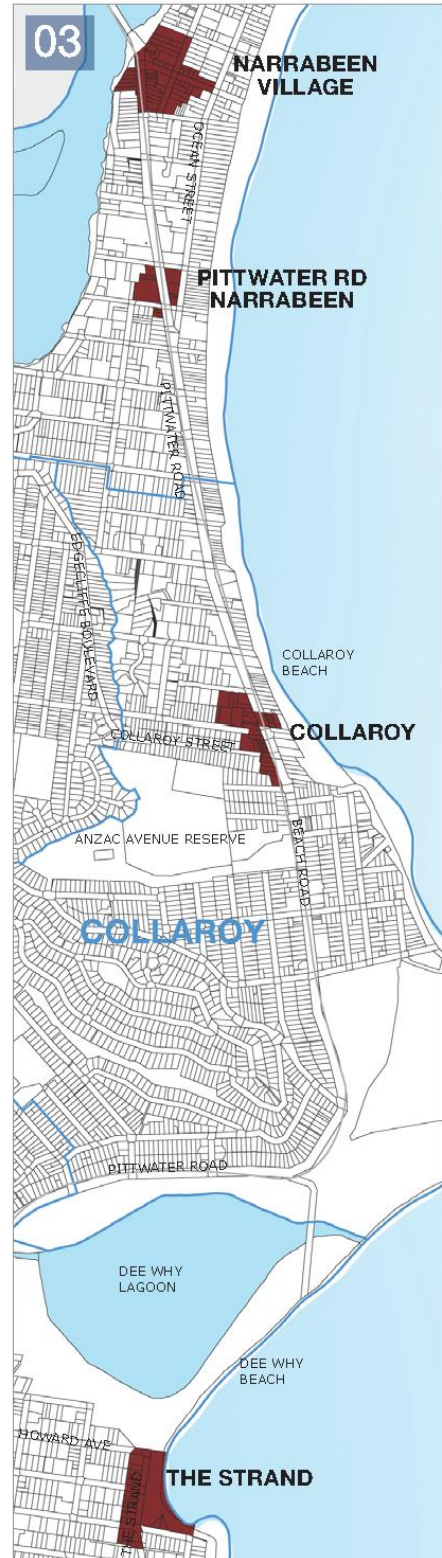 03
NARRABEEN
VILLAGE
OCEAN STREET
PITTWATER RD
NARRABEEN
PITTWATER ROAD
EDGECLIFFE BOULEVARD
COLLAROY
BEACH
COLLAROY
COLLAROY STREET
BEACH ROAD
ANZAC AVENUE RESERVE
COLLAROY
PITTWATER ROAD
DEE WHY
LAGOON
DEE WHY
BEACH
HOWARD AVE
THE STRAND
THE STRAND